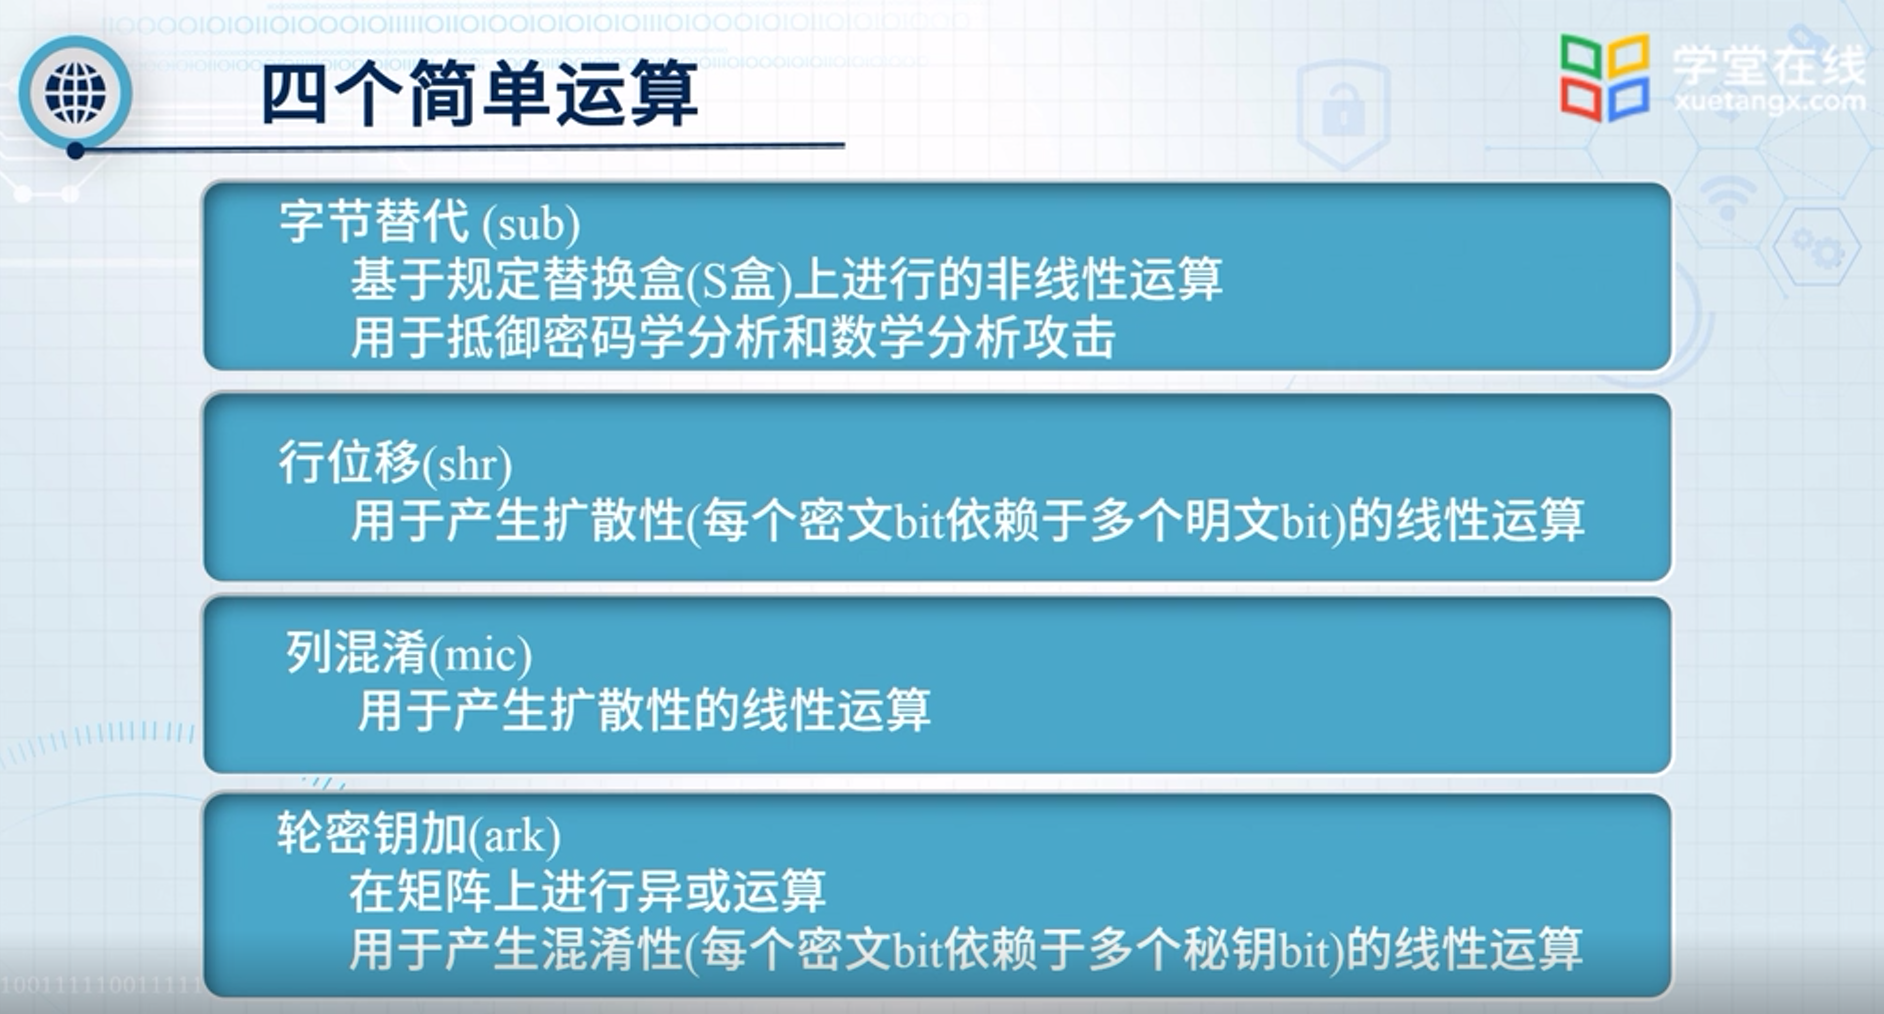 四个简单运算
学堂在线
xuetangx.com
字节替代 (sub)
基于规定替换盒(S盒)上进行的非线性运算
用于抵御密码学分析和数学分析攻击
行位移(shr)
用于产生扩散性(每个密文bit依赖于多个明文bit)的线性运算
列混淆(mic)
用于产生扩散性的线性运算
轮密钥加(ark)
在矩阵上进行异或运算
用于产生混淆性(每个密文bit依赖于多个秘钥bit)的线性运算